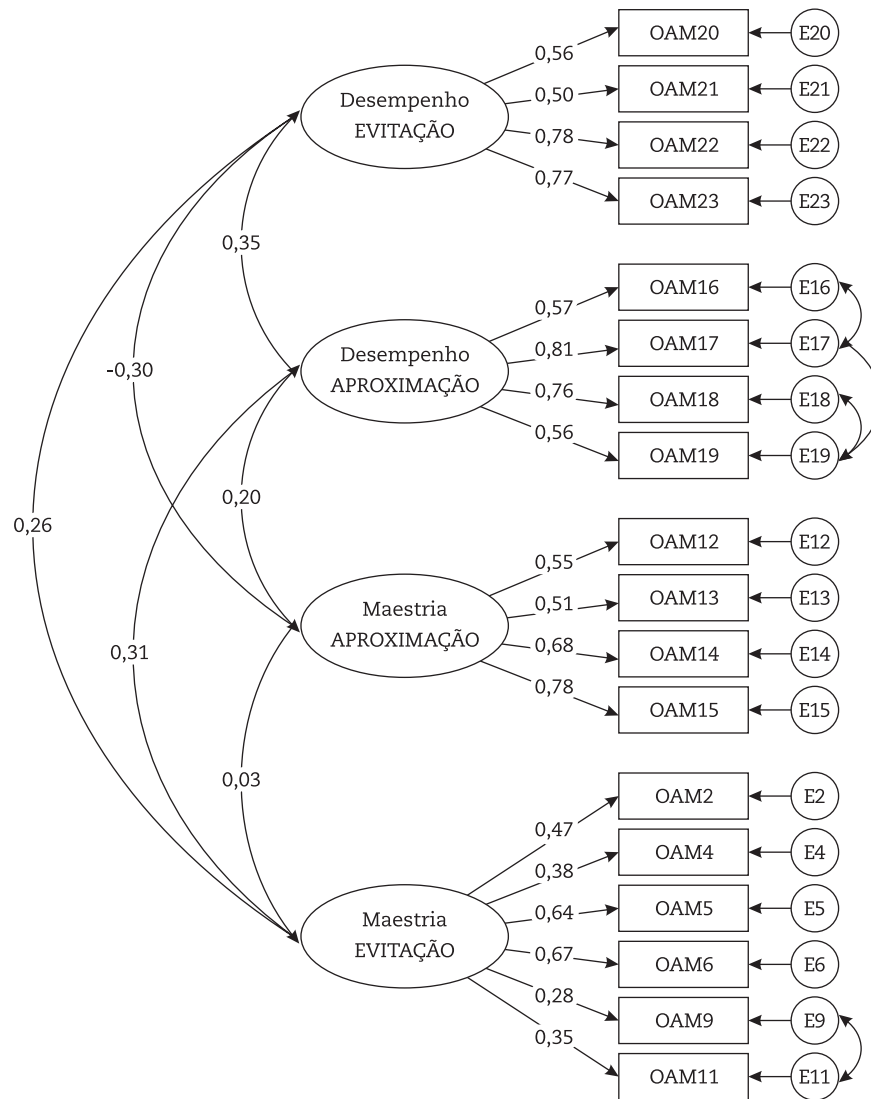 0,56
OAM20
E20
Desempenho
EVITAÇÃO
0,50
OAM21
E21
0,78
OAM22
E22
0,77
OAM23
E23
0,35
0,57
OAM16
E16
Desempenho
APROXIMAÇÃO
0,81
OAM17
E17
-0,30
0,76
OAM18
E18
0,56
OAM19
E19
0,20
0,26
0,55
OAM12
E12
Maestria
APROXIMAÇÃO
0,51
OAM13
E13
0,31
0,68
OAM14
E14
0,78
OAM15
E15
0,03
0,47
OAM2
E2
0,38
OAM4
E4
Maestria
EVITAÇÃO
0,64
OAM5
E5
0,67
OAM6
E6
0,28
OAM9
E9
0,35
OAM11
E11